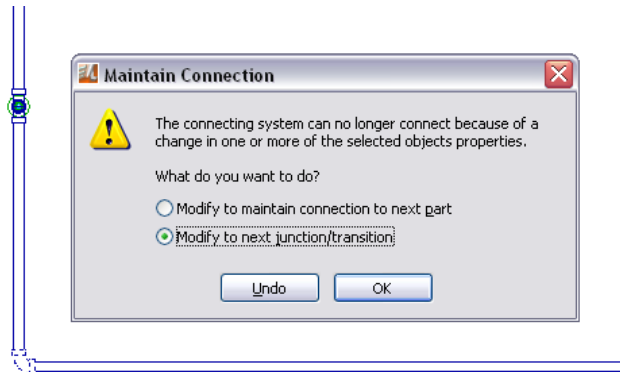 Maintain Connection
The connecting system can no longer connect because of a
change in one or more of the selected objects properties.
What do you want to do?
Modify to maintain connection to next part
Modify to next junction/transition
Undo
OK